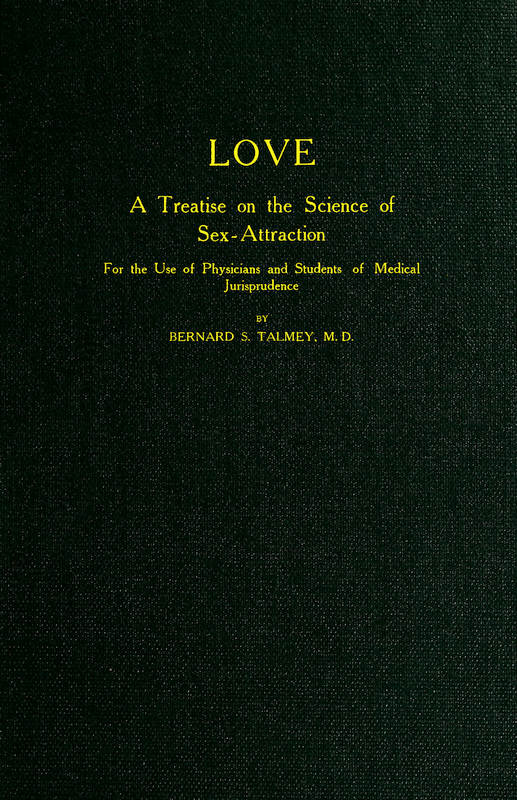 LOVE
A Treatise on the Science of
Sex-Attraction
For the Use of Physicians and Students of Medical
Jurisprudence
BY
BERNARD S. TALMEY, M. D.